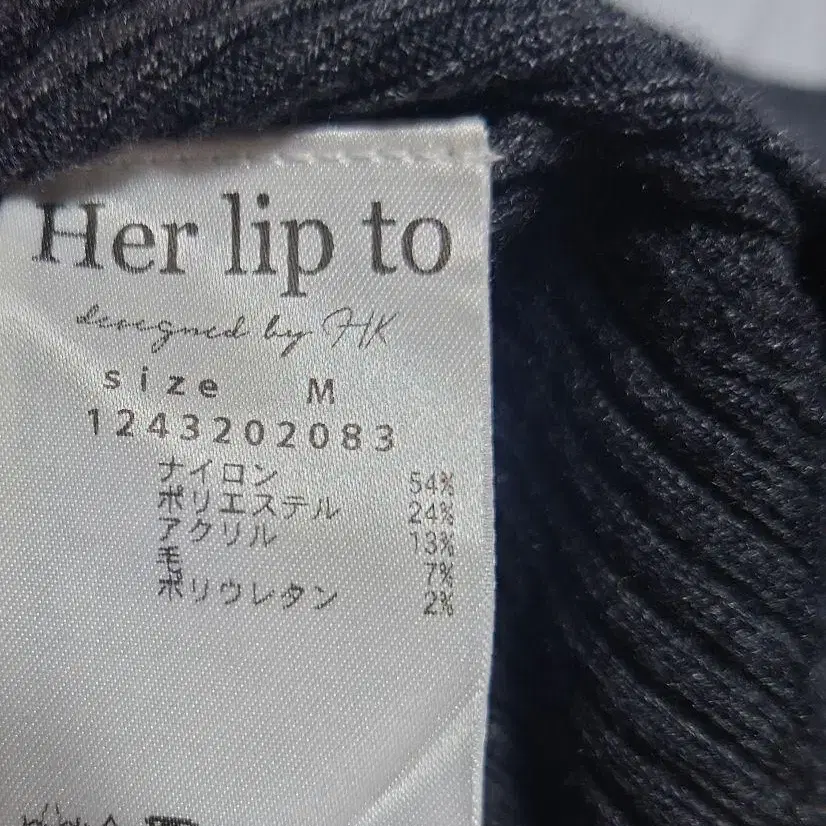 Her lip to
designed by HK
size M
1243202083
ナイロン 54%
ポリエステル 24%
アクリル 13%
毛 7%
ポリウレタン 2%